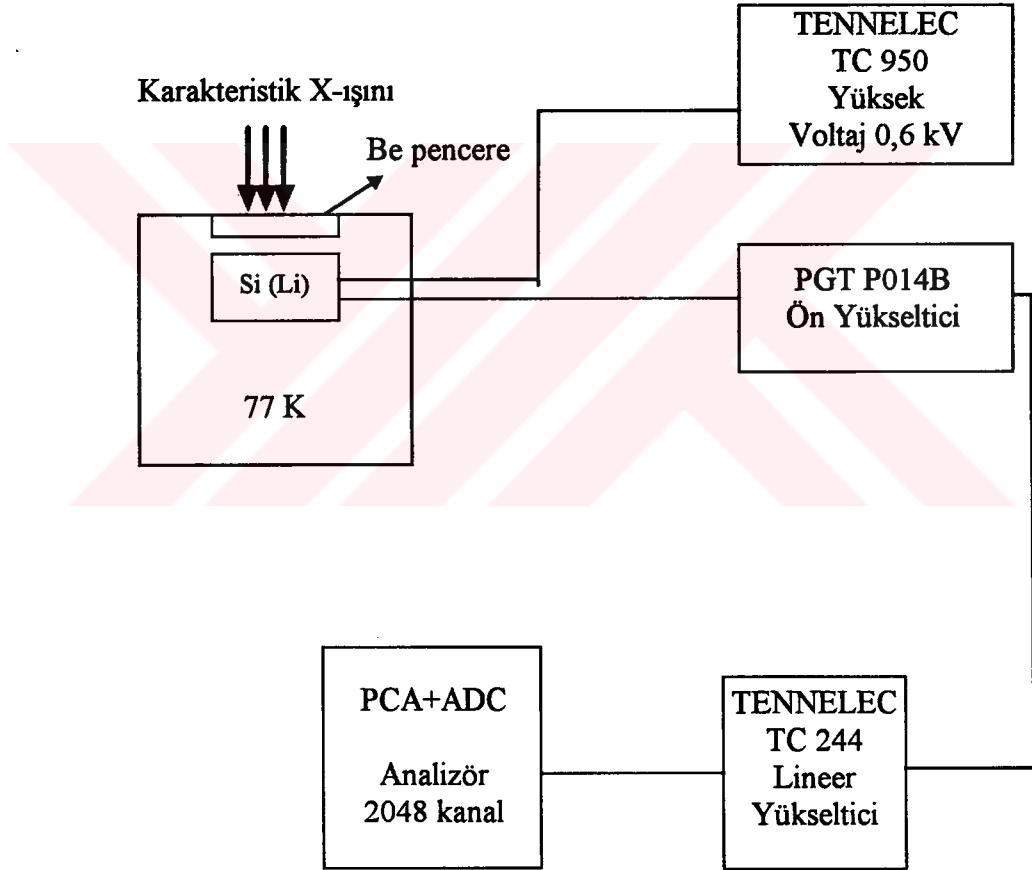 TENNELEC
TC 950
Yüksek
Voltaj 0,6 kV
Karakteristik X-ışını
Be pencere
Si (Li)
77 K
PGT P014B
Ön Yükseltici
PCA+ADC
Analizör
2048 kanal
TENNELEC
TC 244
Lineer
Yükseltici